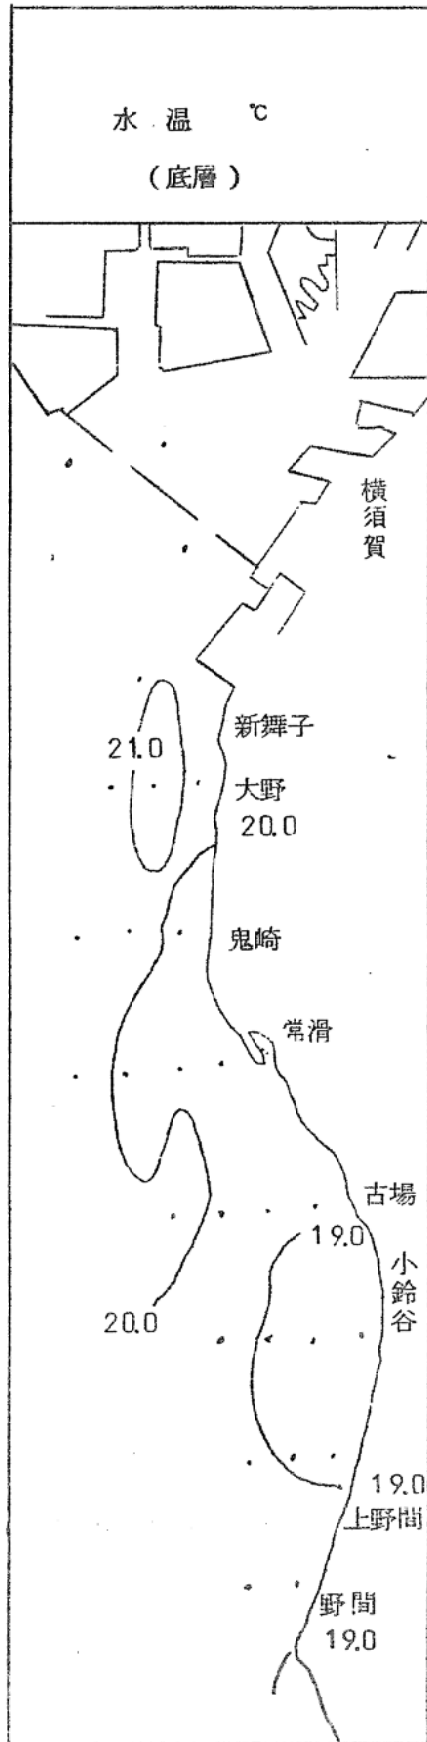 水温 ℃
(底層)
横須賀
新舞子
21.0
大野
20.0
鬼崎
常滑
古場
19.0
小鈴谷
20.0
19.0
上野間
野間
19.0